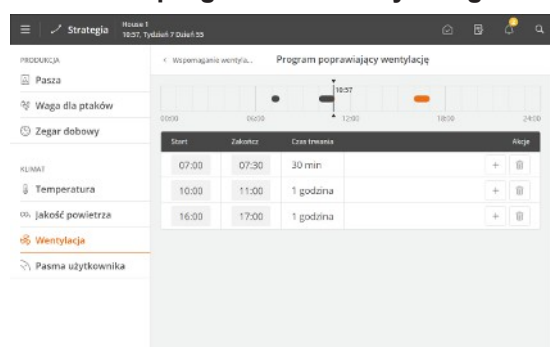 Strategia
House 1
10:57, Tydzień 7 Dzień 55
PRODUKCJA
Pasza
Waga dla ptaków
Zegar dobowy
KLIMAT
Temperatura
Jakość powietrza
Wentylacja
Pasma użytkownika
Wspomaganie wentyla...
Program poprawiający wentylację
10:57
00:00 06:00 12:00 18:00 24:00
Start Zakończ Czas trwania Akcje
07:00 07:30 30 min
10:00 11:00 1 godzina
16:00 17:00 1 godzina